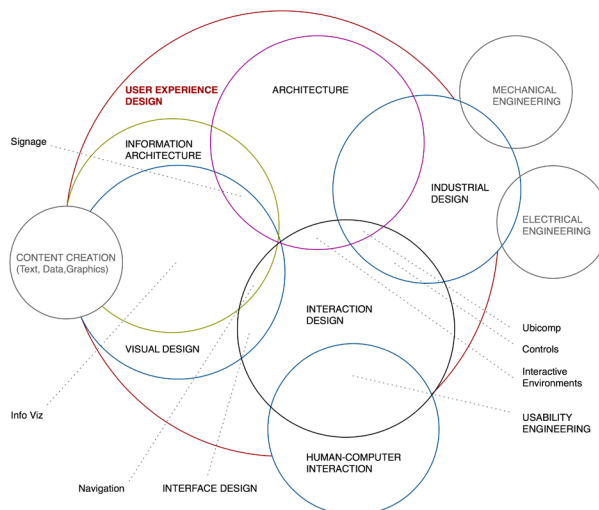 USER EXPERIENCE
DESIGN
ARCHITECTURE
MECHANICAL
ENGINEERING
Signage
INFORMATION
ARCHITECTURE
INDUSTRIAL
DESIGN
ELECTRICAL
ENGINEERING
CONTENT CREATION
(Text, Data,Graphics)
INTERACTION
DESIGN
Ubicomp
VISUAL DESIGN
Controls
Interactive
Environments
Info Viz
USABILITY
ENGINEERING
HUMAN-COMPUTER
INTERACTION
Navigation
INTERFACE DESIGN